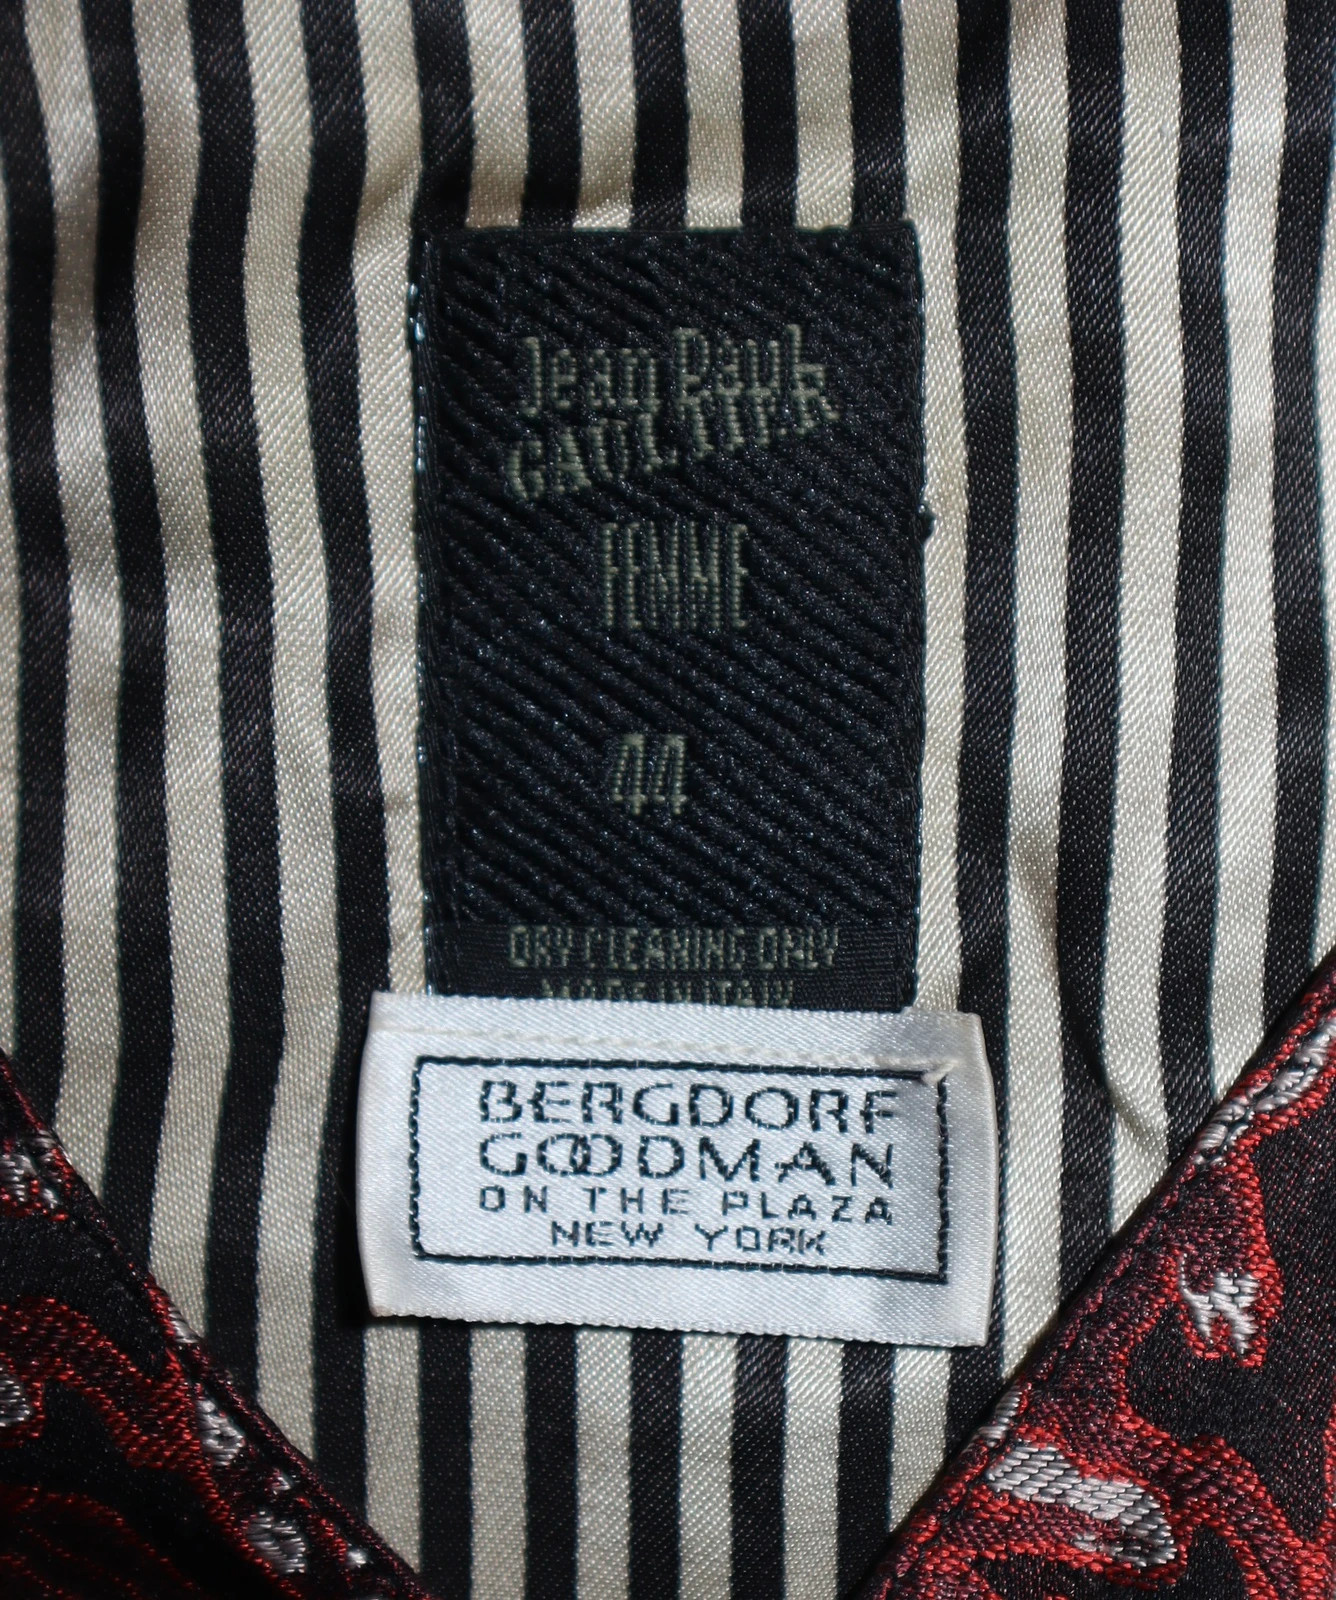 Jean Paul
GAULTIER
FEMME
44
DRY CLEANING ONLY
MADE IN ITALY
BERGDORF
GOODMAN
ON THE PLAZA
NEW YORK